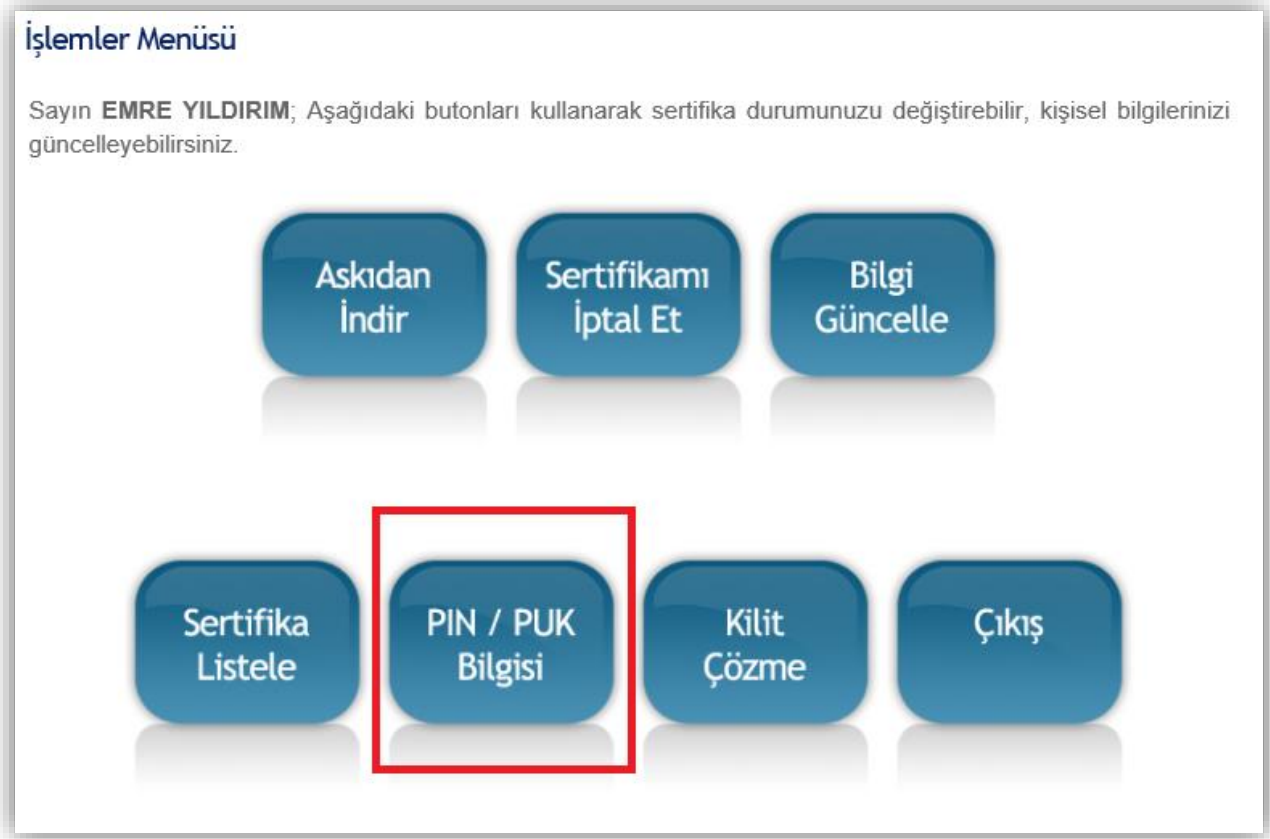 İşlemler Menüsü
Sayın EMRE YILDIRIM; Aşağıdaki butonları kullanarak sertifika durumunuzu değiştirebilir, kişisel bilgilerinizi
güncelleyebilirsiniz.
Askıdan
İndir
Sertifikamı
İptal Et
Bilgi
Güncelle
Sertifika
Listele
PIN / PUK
Bilgisi
Kilit
Çözme
Çıkış